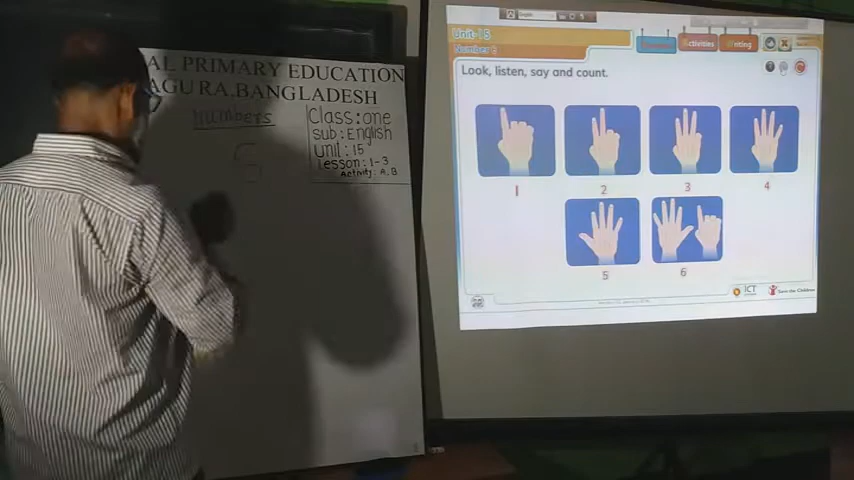 AL PRIMARY EDUCATION
AGURA.BANGLADESH
Numbers
Class: one
sub: English
Unit: 15
Lesson: 1-3
Activity: A, B
Unit-15
Activities
Writing
Look, listen, say and count.
1
2
3
4
5
6
ICT
Save the Children